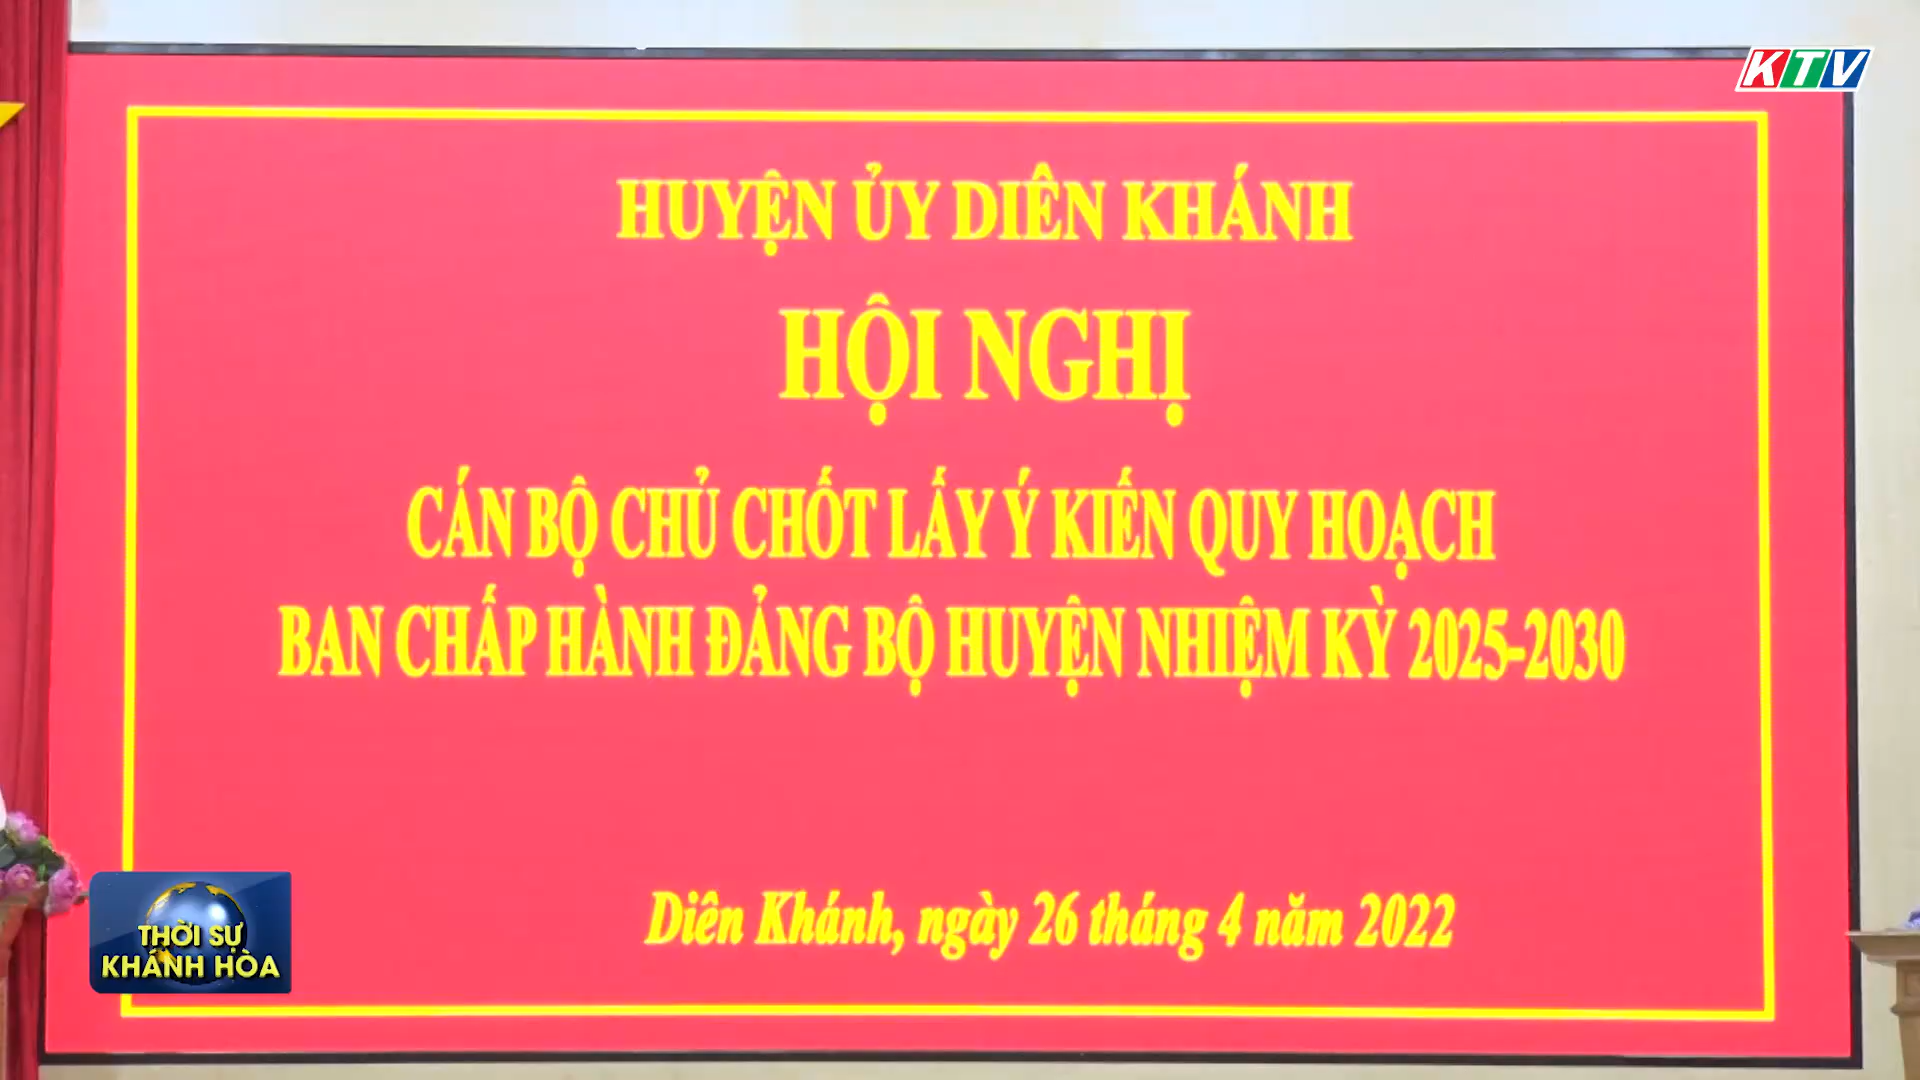 KTV
HUYỆN ỦY DIÊN KHÁNH
HỘI NGHỊ
CÁN BỘ CHỦ CHỐT LẤY Ý KIẾN QUY HOẠCH
BAN CHẤP HÀNH ĐẢNG BỘ HUYỆN NHIỆM KỲ 2025-2030
Diên Khánh, ngày 26 tháng 4 năm 2022
THỜI SỰ
KHÁNH HÒA